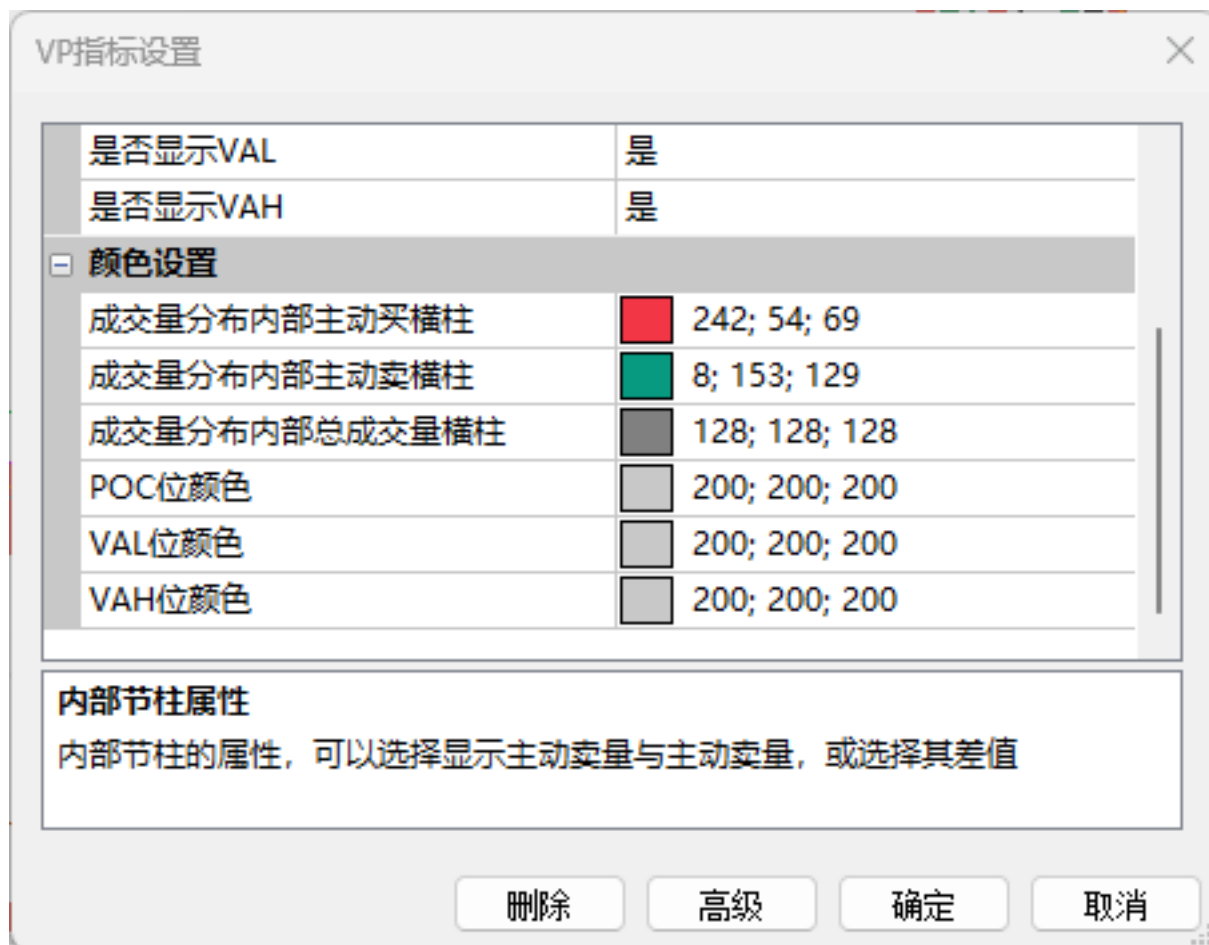 VP指标设置
是否显示VAL 是
是否显示VAH 是
颜色设置
成交量分布内部主动买横柱 242; 54; 69
成交量分布内部主动卖横柱 8; 153; 129
成交量分布内部总成交量横柱 128; 128; 128
POC位颜色 200; 200; 200
VAL位颜色 200; 200; 200
VAH位颜色 200; 200; 200
内部节柱属性
内部节柱的属性，可以选择显示主动卖量与主动卖量，或选择其差值
删除 高级 确定 取消